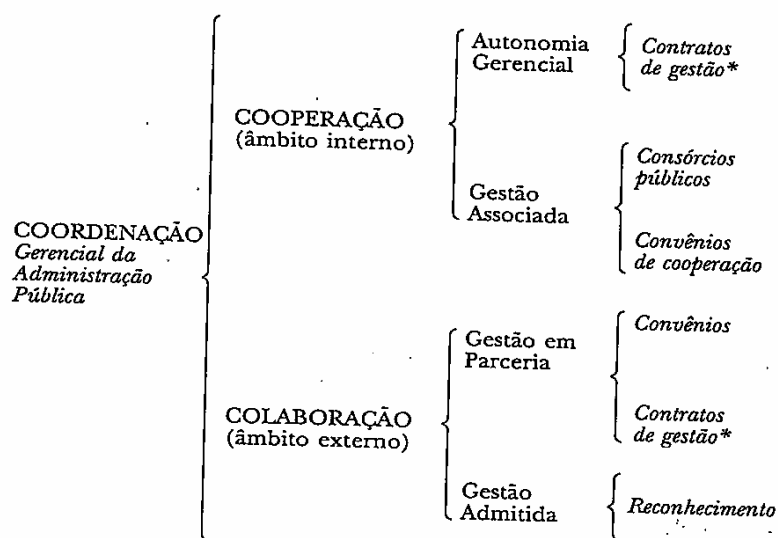 COORDENAÇÃO
Gerencial da
Administração
Pública
COOPERAÇÃO
(âmbito interno)
Autonomia
Gerencial
Contratos
de gestão*
Gestão
Associada
Consórcios
públicos
Convênios
de cooperação
COLABORAÇÃO
(âmbito externo)
Gestão em
Parceria
Convênios
Contratos
de gestão*
Gestão
Admitida
Reconhecimento